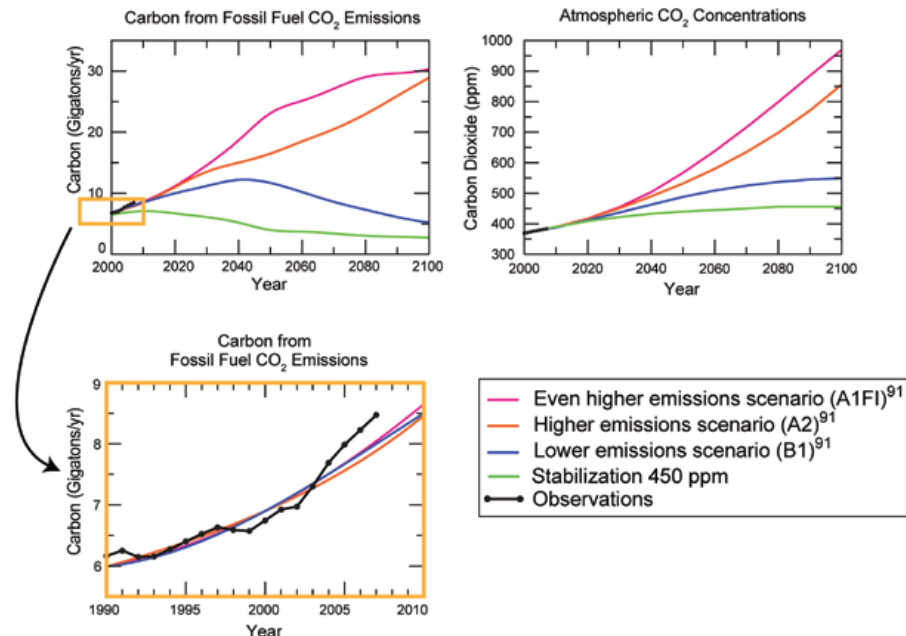 Carbon from Fossil Fuel CO₂ Emissions
Carbon (Gigatons/yr)
30
20
10
0
2000 2020 2040 2060 2080 2100
Year
Atmospheric CO₂ Concentrations
Carbon Dioxide (ppm)
1000
900
800
700
600
500
400
300
2000 2020 2040 2060 2080 2100
Year
Carbon from
Fossil Fuel CO₂ Emissions
Carbon (Gigatons/yr)
9
8
7
6
5
1990 1995 2000 2005 2010
Year
Even higher emissions scenario (A1FI)⁹¹
Higher emissions scenario (A2)⁹¹
Lower emissions scenario (B1)⁹¹
Stabilization 450 ppm
Observations